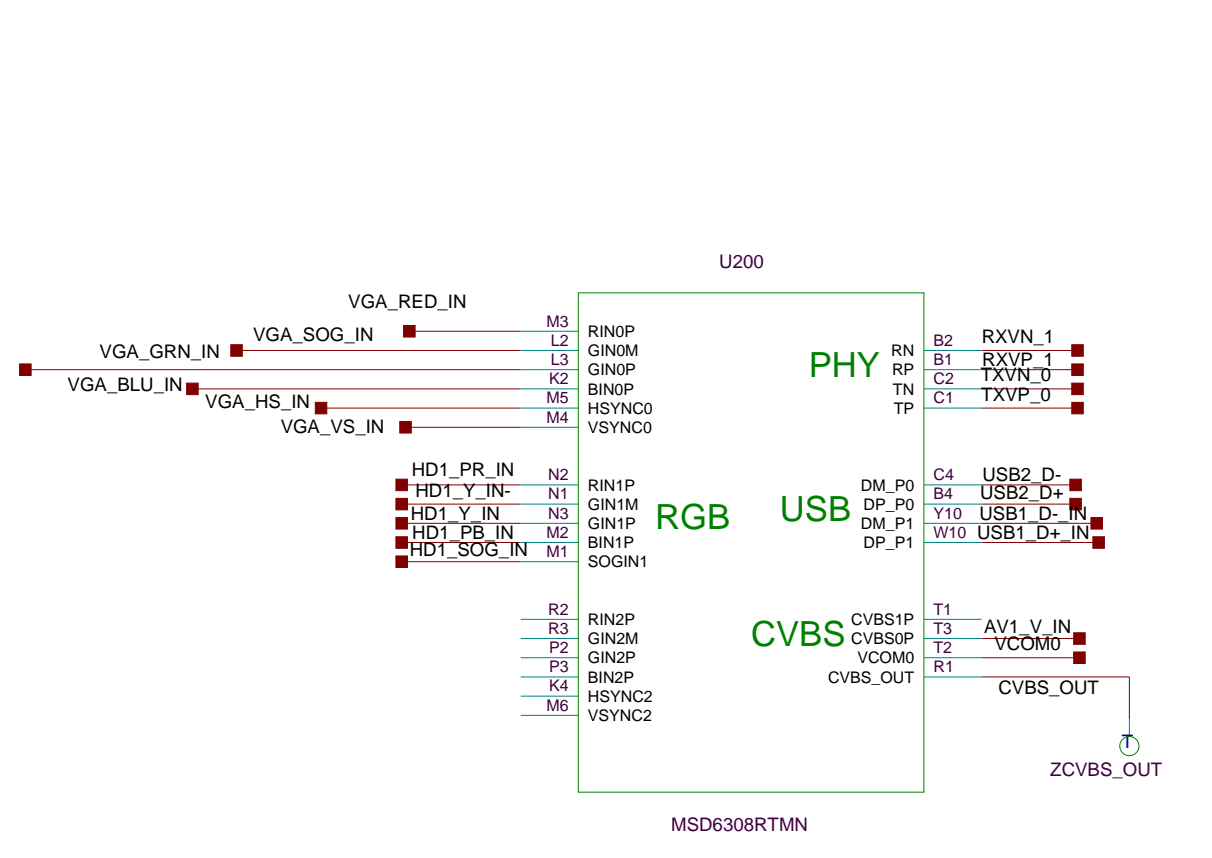 U200
VGA_RED_IN
M3
RIN0P
VGA_SOG_IN
L2
GIN0M
VGA_GRN_IN
L3
GIN0P
VGA_BLU_IN
K2
BIN0P
VGA_HS_IN
M5
HSYNC0
VGA_VS_IN
M4
VSYNC0
HD1_PR_IN
N2
RIN1P
HD1_Y_IN-
N1
GIN1M
HD1_Y_IN
N3
GIN1P
HD1_PB_IN
M2
BIN1P
HD1_SOG_IN
M1
SOGIN1
RGB
R2
RIN2P
R3
GIN2M
P2
GIN2P
P3
BIN2P
K4
HSYNC2
M6
VSYNC2
PHY
RN
B2
RXVN_1
RP
B1
RXVP_1
TN
C2
TXVN_0
TP
C1
TXVP_0
USB
DM_P0
C4
USB2_D-
DP_P0
B4
USB2_D+
DM_P1
Y10
USB1_D-_IN
DP_P1
W10
USB1_D+_IN
CVBS
CVBS1P
T1
CVBS0P
T3
AV1_V_IN
VCOM0
T2
VCOM0
CVBS_OUT
R1
CVBS_OUT
T
ZCVBS_OUT
MSD6308RTMN